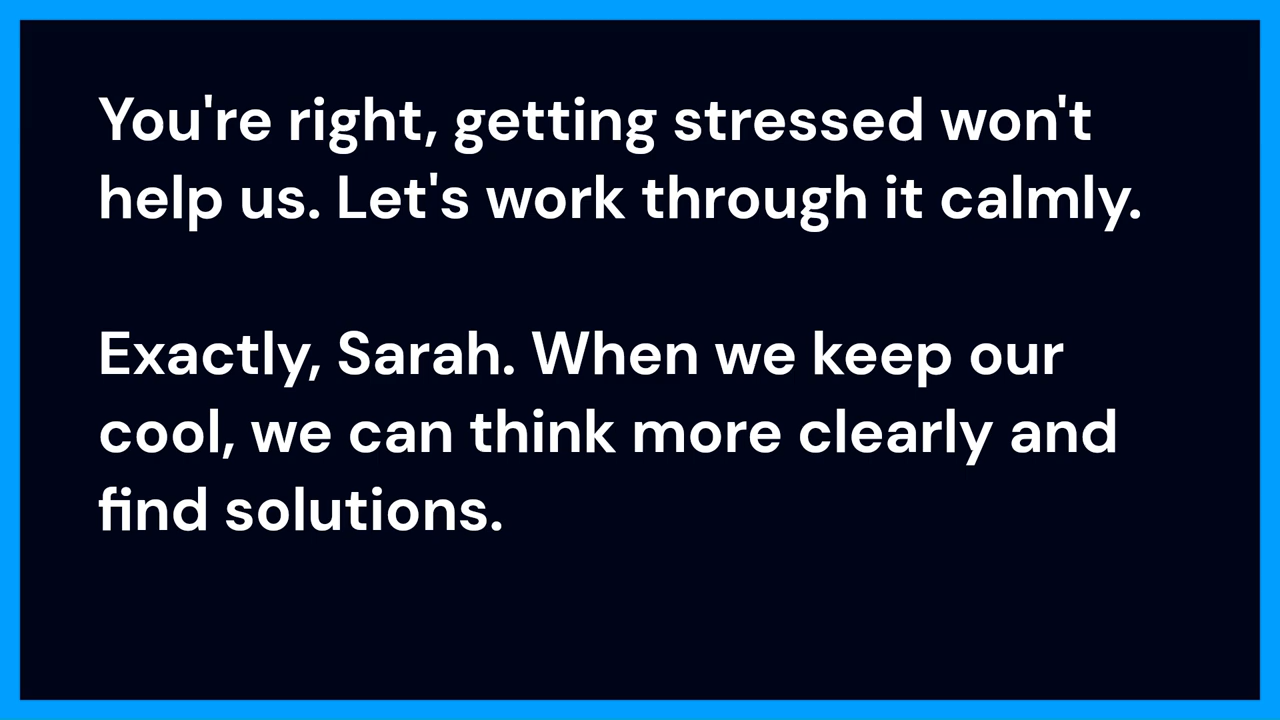 You're right, getting stressed won't
help us. Let's work through it calmly.
Exactly, Sarah. When we keep our
cool, we can think more clearly and
find solutions.